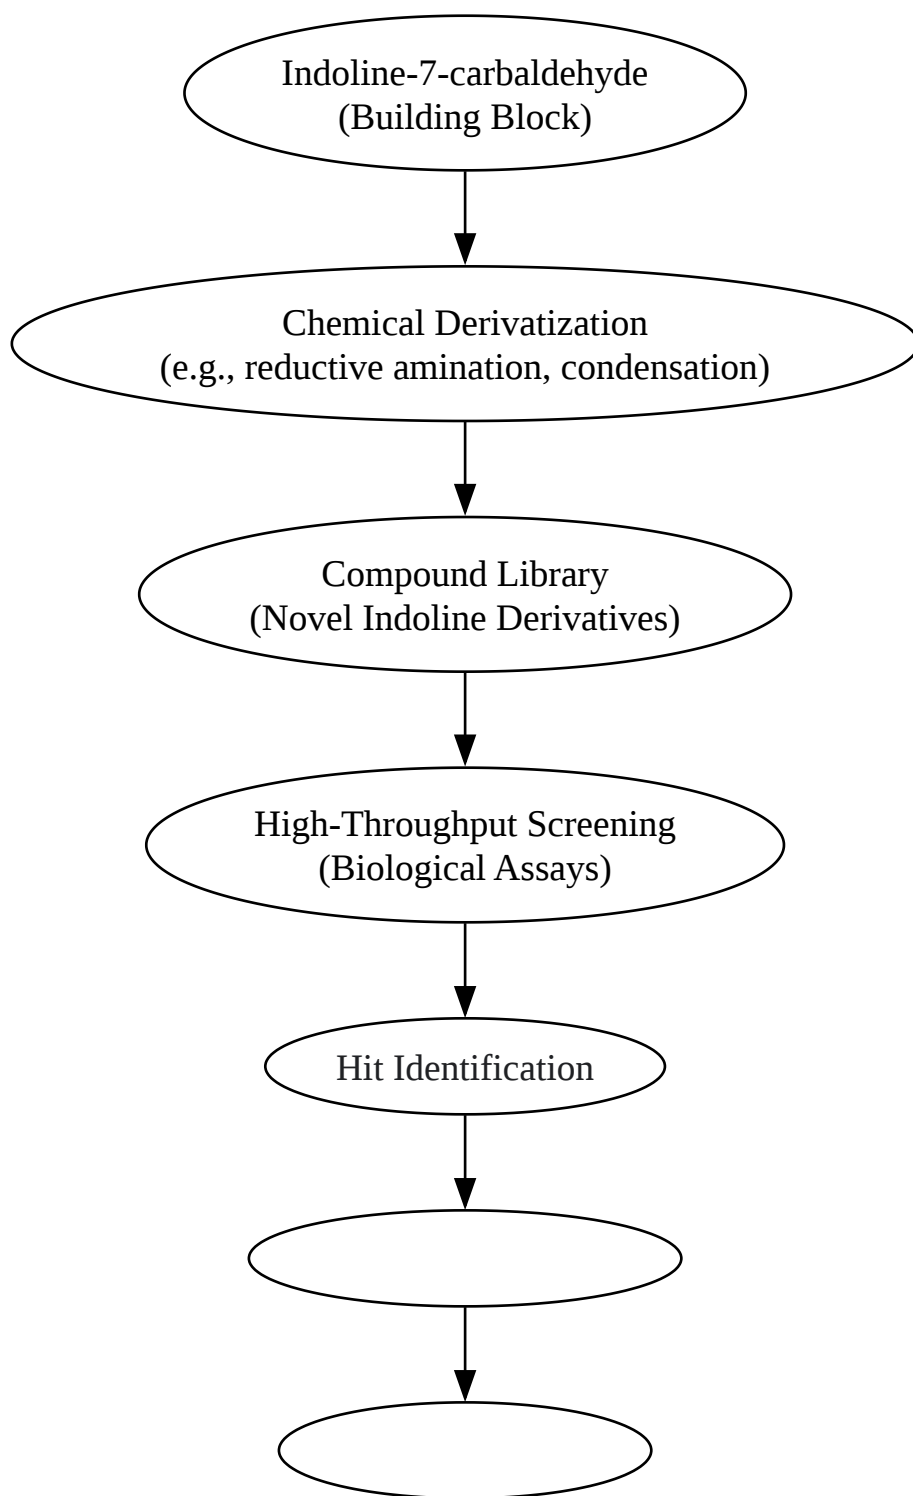 Indoline-7-carbaldehyde
(Building Block)
Chemical Derivatization
(e.g., reductive amination, condensation)
Compound Library
(Novel Indoline Derivatives)
High-Throughput Screening
(Biological Assays)
Hit Identification